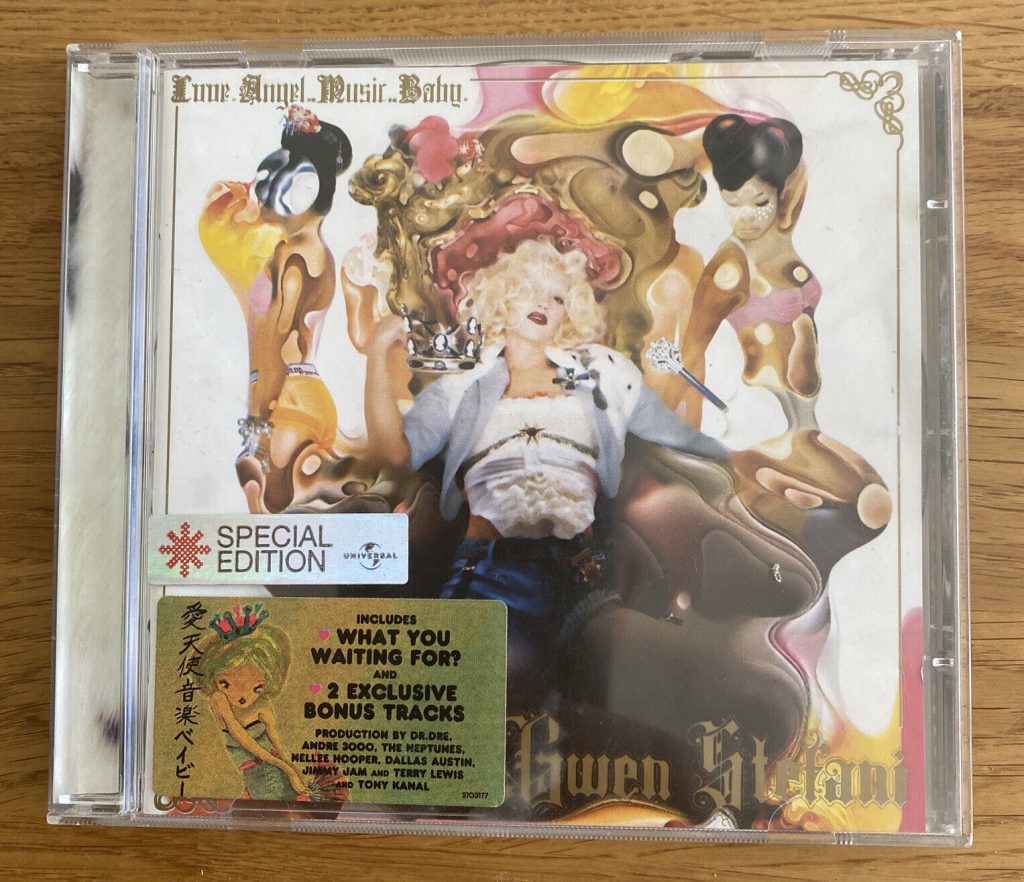 Love. Angel. Music. Baby.
SPECIAL
EDITION
UNIVERSAL
愛天使音楽ベイビー
INCLUDES
WHAT YOU
WAITING FOR?
AND
2 EXCLUSIVE
BONUS TRACKS
PRODUCTION BY DR.DRE,
ANDRE 3000, THE NEPTUNES,
NELLEE HOOPER, DALLAS AUSTIN,
JIMMY JAM AND TERRY LEWIS
AND TONY KANAL
2103177
Gwen Stefani